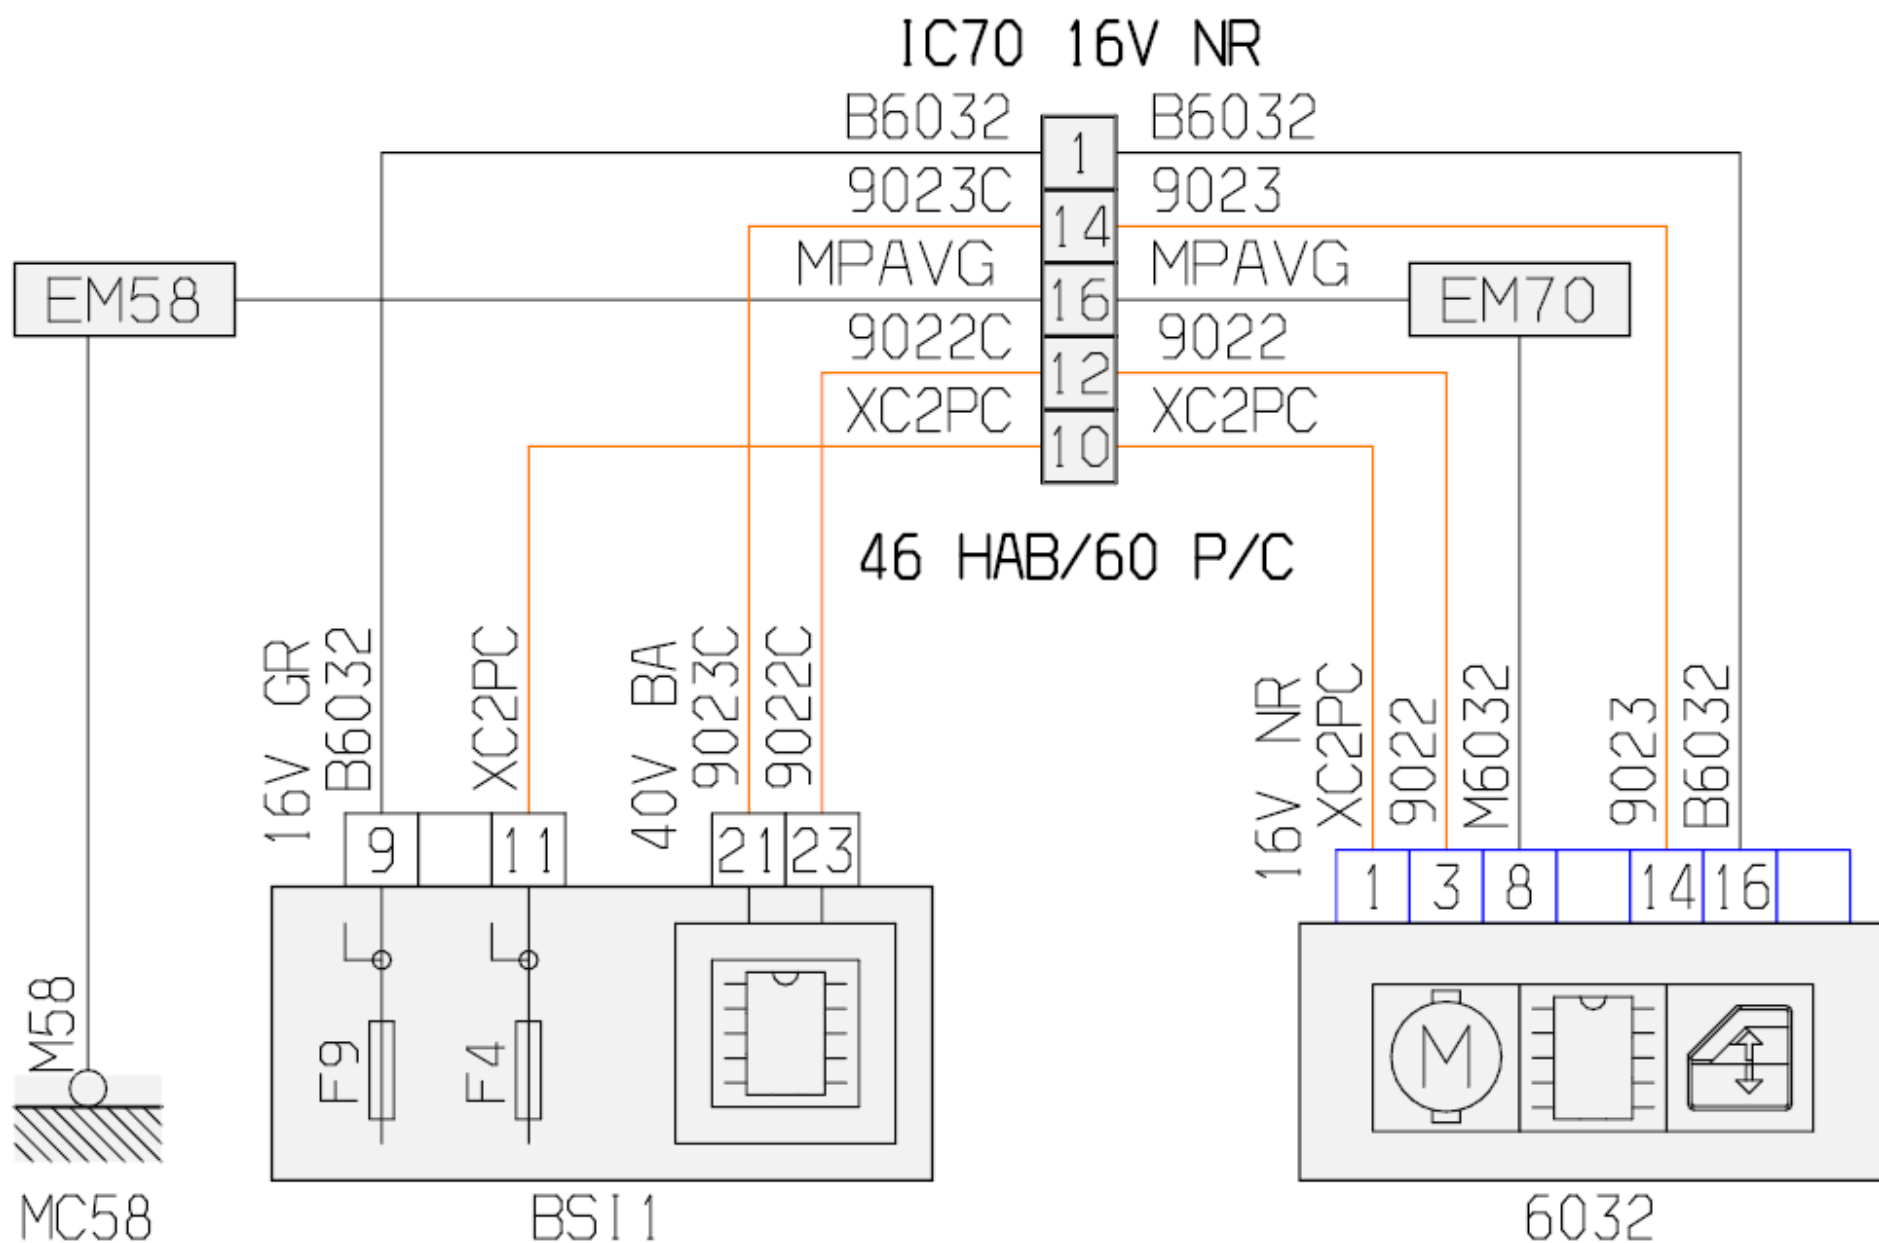 IC70 16V NR
B6032 1 B6032
9023C 14 9023
MPAVG 16 MPAVG
EM58 EM70
9022C 12 9022
XC2PC 10 XC2PC
46 HAB/60 P/C
16V GR
B6032
XC2PC
40V BA
9023C
9022C
16V NR
XC2PC
9022
M6032
9023
B6032
9 11 21 23
1 3 8 14 16
M58
F9
F4
M
MC58
BSI1
6032